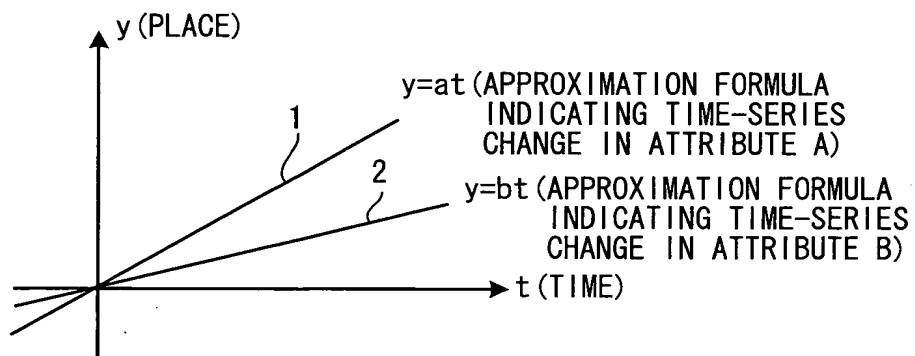 y (PLACE)
y=at (APPROXIMATION FORMULA
INDICATING TIME-SERIES
CHANGE IN ATTRIBUTE A)
1
2
y=bt (APPROXIMATION FORMULA
INDICATING TIME-SERIES
CHANGE IN ATTRIBUTE B)
t (TIME)